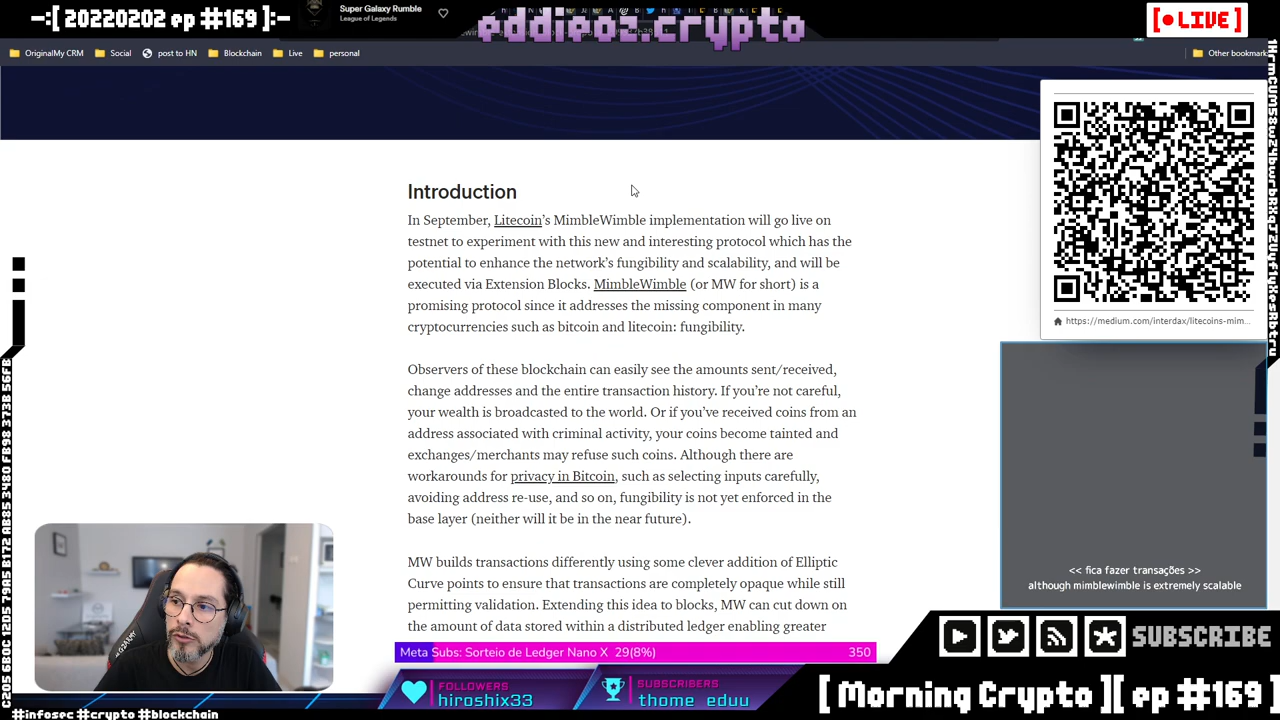 -:[ 20220202 ep #169 ]:-
Super Galaxy Rumble
League of Legends
eddieoz.crypto
[● LIVE ]
OriginalMy CRM
Social
post to HN
Blockchain
Live
personal
Other bookmark
Introduction
In September, Litecoin's MimbleWimble implementation will go live on
testnet to experiment with this new and interesting protocol which has the
potential to enhance the network's fungibility and scalability, and will be
executed via Extension Blocks. MimbleWimble (or MW for short) is a
promising protocol since it addresses the missing component in many
cryptocurrencies such as bitcoin and litecoin: fungibility.
Observers of these blockchain can easily see the amounts sent/received,
change addresses and the entire transaction history. If you're not careful,
your wealth is broadcasted to the world. Or if you've received coins from an
address associated with criminal activity, your coins become tainted and
exchanges/merchants may refuse such coins. Although there are
workarounds for privacy in Bitcoin, such as selecting inputs carefully,
avoiding address re-use, and so on, fungibility is not yet enforced in the
base layer (neither will it be in the near future).
MW builds transactions differently using some clever addition of Elliptic
Curve points to ensure that transactions are completely opaque while still
permitting validation. Extending this idea to blocks, MW can cut down on
the amount of data stored within a distributed ledger enabling greater
https://medium.com/interdax/litecoins-mim...
<< fica fazer transações >>
although mimblewimble is extremely scalable
Meta Subs: Sorteio de Ledger Nano X 29(8%)
350
FOLLOWERS
hiroshix33
SUBSCRIBERS
thome_eduu
SUBSCRIBE
[ Morning Crypto ][ ep #169 ]
#infosec #crypto #blockchain